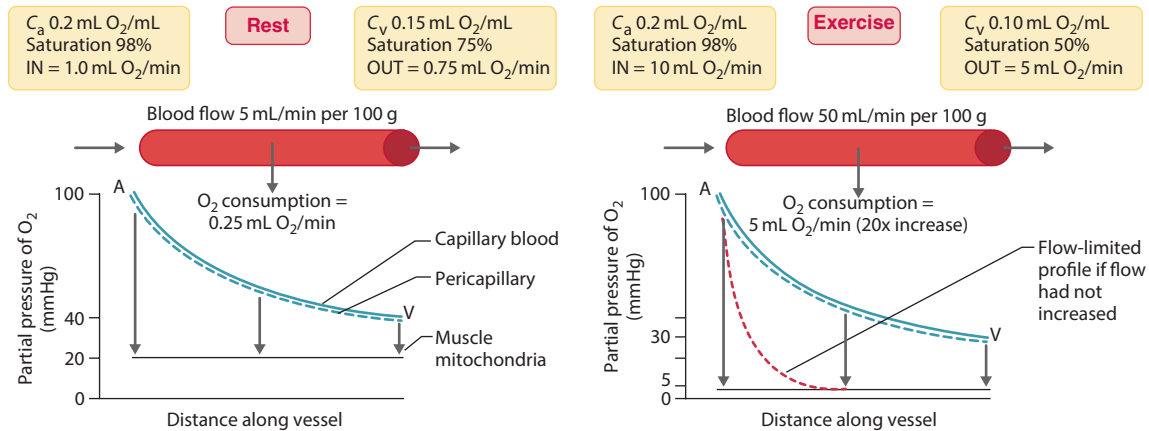 Cₐ 0.2 mL O₂/mL
Saturation 98%
IN = 1.0 mL O₂/min
Rest
Cᵥ 0.15 mL O₂/mL
Saturation 75%
OUT = 0.75 mL O₂/min
Blood flow 5 mL/min per 100 g
Partial pressure of O₂
(mmHg)
100
40
20
0
A
O₂ consumption =
0.25 mL O₂/min
Capillary blood
Pericapillary
V
Muscle
mitochondria
Distance along vessel
Cₐ 0.2 mL O₂/mL
Saturation 98%
IN = 10 mL O₂/min
Exercise
Cᵥ 0.10 mL O₂/mL
Saturation 50%
OUT = 5 mL O₂/min
Blood flow 50 mL/min per 100 g
Partial pressure of O₂
(mmHg)
100
30
5
0
A
O₂ consumption =
5 mL O₂/min (20x increase)
Flow-limited
profile if flow
had not
increased
V
Distance along vessel